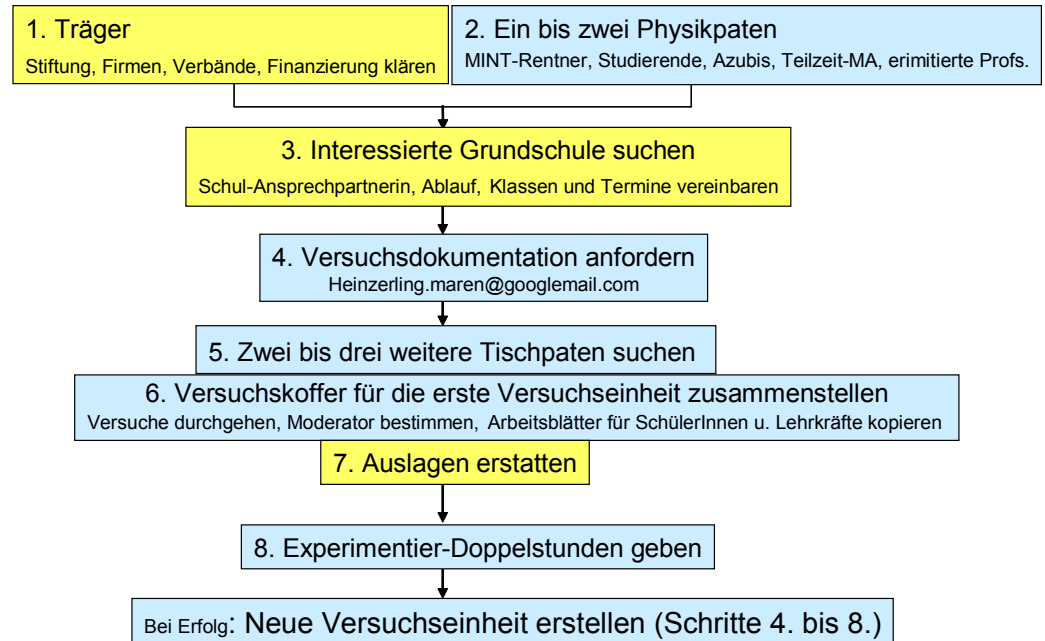 1. Träger
Stiftung, Firmen, Verbände, Finanzierung klären
2. Ein bis zwei Physikpaten
MINT-Rentner, Studierende, Azubis, Teilzeit-MA, erimitierte Profs.
3. Interessierte Grundschule suchen
Schul-Ansprechpartnerin, Ablauf, Klassen und Termine vereinbaren
4. Versuchsdokumentation anfordern
Heinzerling.maren@googlemail.com
5. Zwei bis drei weitere Tischpaten suchen
6. Versuchskoffer für die erste Versuchseinheit zusammenstellen
Versuche durchgehen, Moderator bestimmen, Arbeitsblätter für SchülerInnen u. Lehrkräfte kopieren
7. Auslagen erstatten
8. Experimentier-Doppelstunden geben
Bei Erfolg: Neue Versuchseinheit erstellen (Schritte 4. bis 8.)